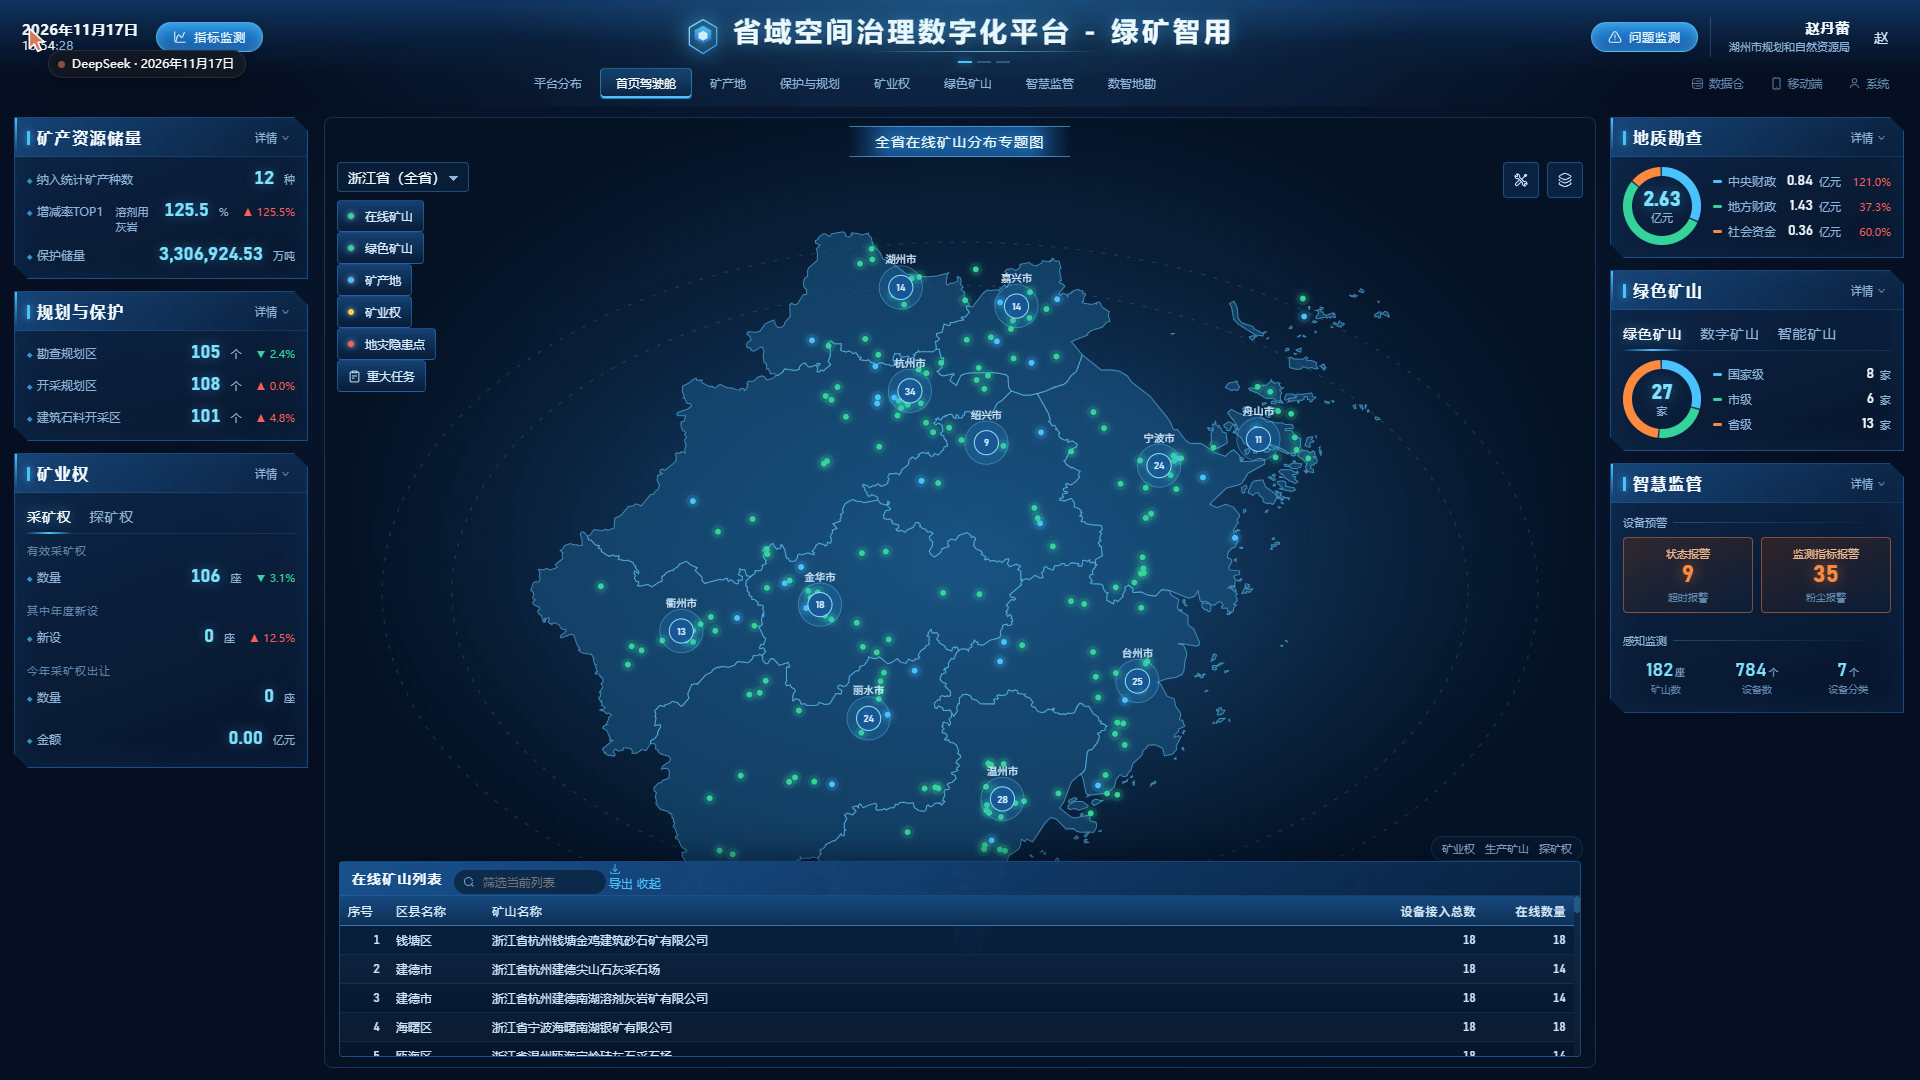 2026年11月17日
:28
指标监测
DeepSeek · 2026年11月17日
省域空间治理数字化平台 - 绿矿智用
问题监测
赵丹蕾
湖州市规划和自然资源局
赵
平台分布
首页驾驶舱
矿产地
保护与规划
矿业权
绿色矿山
智慧监管
数智地勘
数据仓
移动端
系统
矿产资源储量
详情
纳入统计矿产种数 12 种
增减率TOP1 溶剂用灰岩 125.5 % ▲ 125.5%
保护储量 3,306,924.53 万吨
规划与保护
详情
勘查规划区 105 个 ▼ 2.4%
开采规划区 108 个 ▲ 0.0%
建筑石料开采区 101 个 ▲ 4.8%
矿业权
详情
采矿权 探矿权
有效采矿权
数量 106 座 ▼ 3.1%
其中年度新设
新设 0 座 ▲ 12.5%
今年采矿权出让
数量 0 座
金额 0.00 亿元
全省在线矿山分布专题图
浙江省（全省）
在线矿山
绿色矿山
矿产地
矿业权
地灾隐患点
重大任务
湖州市
14
嘉兴市
14
杭州市
34
绍兴市
9
舟山市
11
宁波市
24
金华市
18
衢州市
13
台州市
25
丽水市
24
温州市
28
矿业权 生产矿山 探矿权
在线矿山列表
筛选当前列表
导出 收起
序号 区县名称 矿山名称 设备接入总数 在线数量
1 钱塘区 浙江省杭州钱塘金鸡建筑砂石矿有限公司 18 18
2 建德市 浙江省杭州建德尖山石灰采石场 18 14
3 建德市 浙江省杭州建德南湖溶剂灰岩矿有限公司 18 14
4 海曙区 浙江省宁波海曙南湖银矿有限公司 18 18
地质勘查
详情
2.63
亿元
中央财政 0.84 亿元 121.0%
地方财政 1.43 亿元 37.3%
社会资金 0.36 亿元 60.0%
绿色矿山
详情
绿色矿山 数字矿山 智能矿山
27
家
国家级 8 家
市级 6 家
省级 13 家
智慧监管
详情
设备预警
状态报警
9
超时报警
监测指标报警
35
粉尘报警
感知监测
182座 784个 7个
矿山数 设备数 设备分类